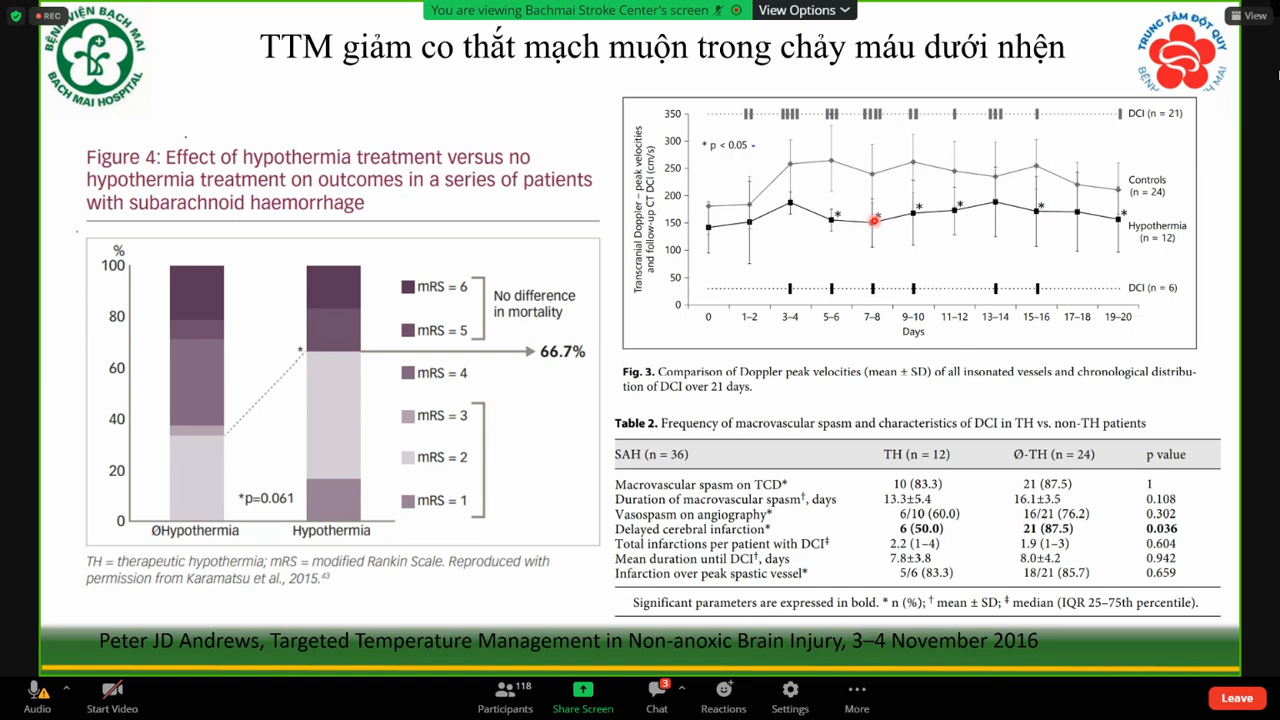 REC
You are viewing Bachmai Stroke Center's screen
View Options
View
BỆNH VIỆN BẠCH MAI
BACH MAI HOSPITAL
TTM giảm co thắt mạch muộn trong chảy máu dưới nhện
TRUNG TÂM ĐỘT QUỴ
Figure 4: Effect of hypothermia treatment versus no
hypothermia treatment on outcomes in a series of patients
with subarachnoid haemorrhage
%
100
80
60
40
20
0
*
*p=0.061
ØHypothermia
Hypothermia
mRS = 6
mRS = 5
mRS = 4
mRS = 3
mRS = 2
mRS = 1
No difference
in mortality
66.7%
TH = therapeutic hypothermia; mRS = modified Rankin Scale. Reproduced with
permission from Karamatsu et al., 2015.⁴³
Transcranial Doppler – peak velocities
and follow-up CT DCI (cm/s)
350
300
250
200
150
100
50
0
* p < 0.05
DCI (n = 21)
Controls
(n = 24)
Hypothermia
(n = 12)
DCI (n = 6)
0 1–2 3–4 5–6 7–8 9–10 11–12 13–14 15–16 17–18 19–20
Days
Fig. 3. Comparison of Doppler peak velocities (mean ± SD) of all insonated vessels and chronological distribu-
tion of DCI over 21 days.
Table 2. Frequency of macrovascular spasm and characteristics of DCI in TH vs. non-TH patients
SAH (n = 36) TH (n = 12) Ø-TH (n = 24) p value
Macrovascular spasm on TCD* 10 (83.3) 21 (87.5) 1
Duration of macrovascular spasm†, days 13.3±5.4 16.1±3.5 0.108
Vasospasm on angiography* 6/10 (60.0) 16/21 (76.2) 0.302
Delayed cerebral infarction* 6 (50.0) 21 (87.5) 0.036
Total infarctions per patient with DCI‡ 2.2 (1–4) 1.9 (1–3) 0.604
Mean duration until DCI†, days 7.8±3.8 8.0±4.2 0.942
Infarction over peak spastic vessel* 5/6 (83.3) 18/21 (85.7) 0.659
Significant parameters are expressed in bold. * n (%); † mean ± SD; ‡ median (IQR 25–75th percentile).
Peter JD Andrews, Targeted Temperature Management in Non-anoxic Brain Injury, 3–4 November 2016
Audio
Start Video
118
Participants
Share Screen
3
Chat
Reactions
Settings
More
Leave